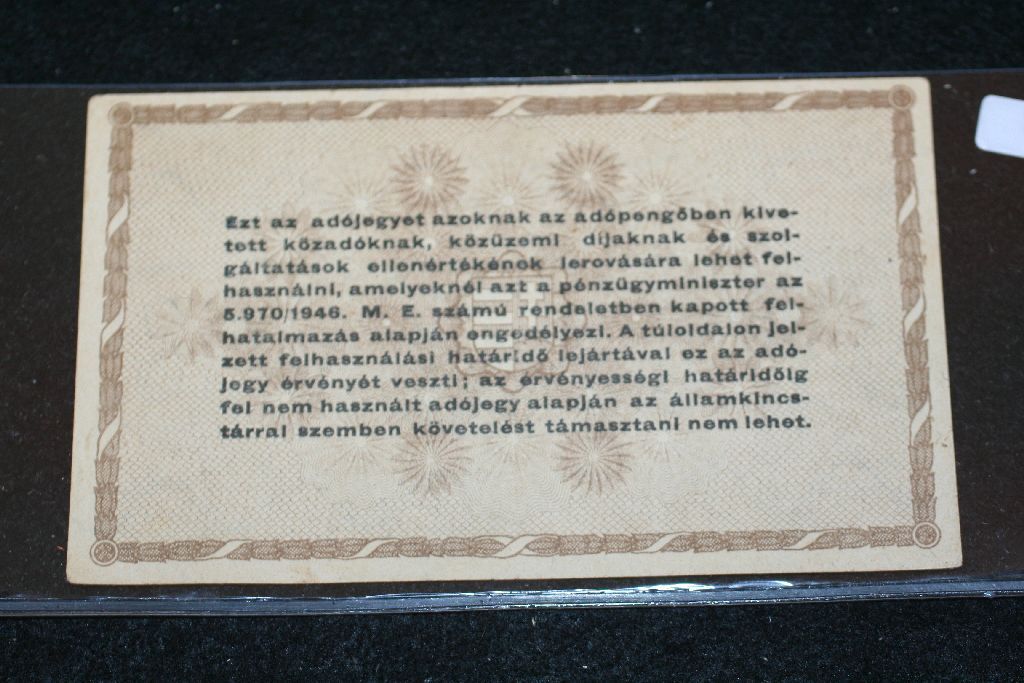 Ezt az adójegyet azoknak az adópengőben kive-
tett közadóknak, közüzemi díjaknak és szol-
gáltatások ellenértékének lerovására lehet fel-
használni, amelyeknél azt a pénzügyminiszter az
5.970/1946. M. E. számú rendeletben kapott fel-
hatalmazás alapján engedélyezi. A túloldalon jel-
zett felhasználási határidő lejártával ez az adó-
jegy érvényét veszti; az érvényességi határidőig
fel nem használt adójegy alapján az államkincs-
tárral szemben követelést támasztani nem lehet.